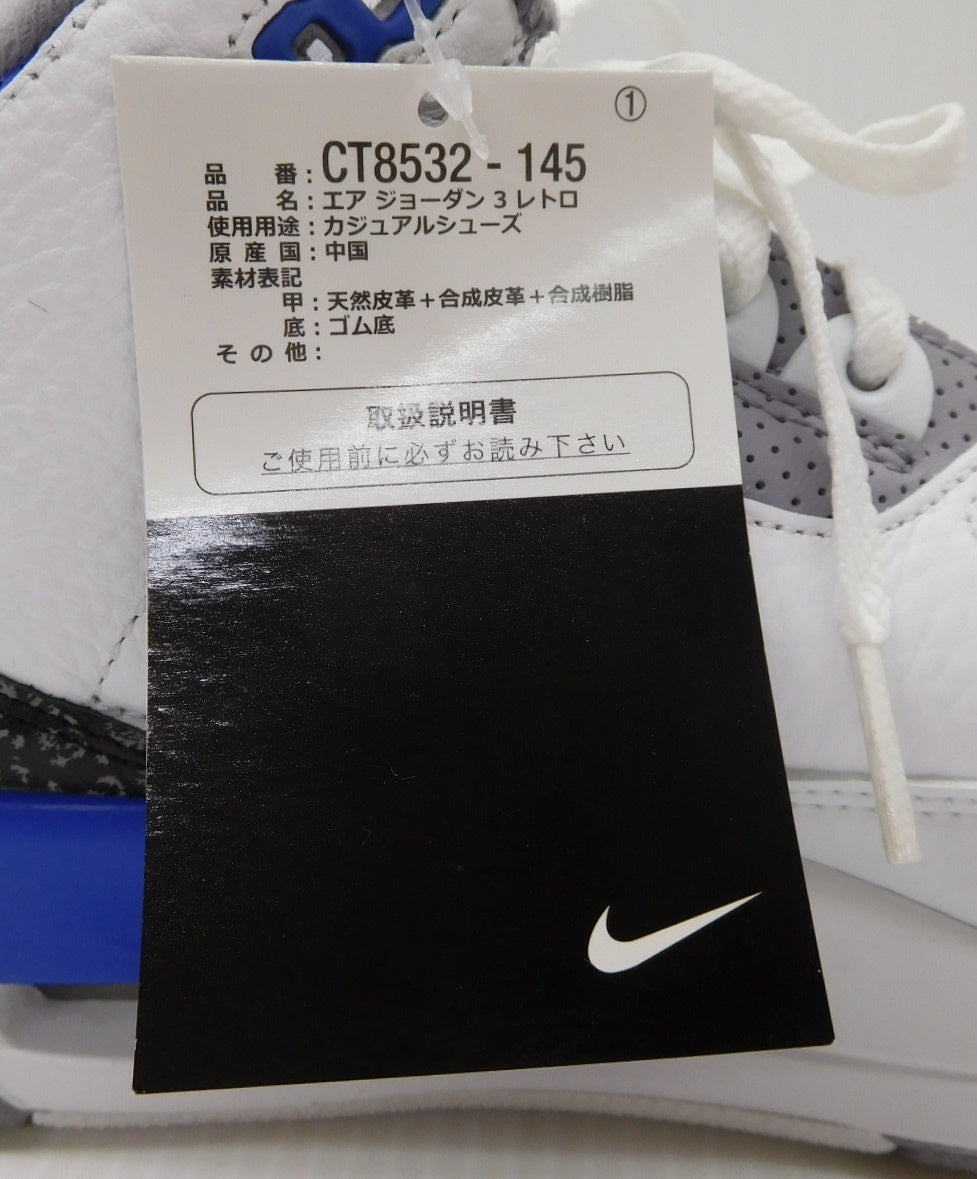 ①
品 番：CT8532 - 145
品 名：エア ジョーダン 3 レトロ
使用用途：カジュアルシューズ
原 産 国：中国
素材表記
甲：天然皮革＋合成皮革＋合成樹脂
底：ゴム底
そ の 他：
取扱説明書
ご使用前に必ずお読み下さい